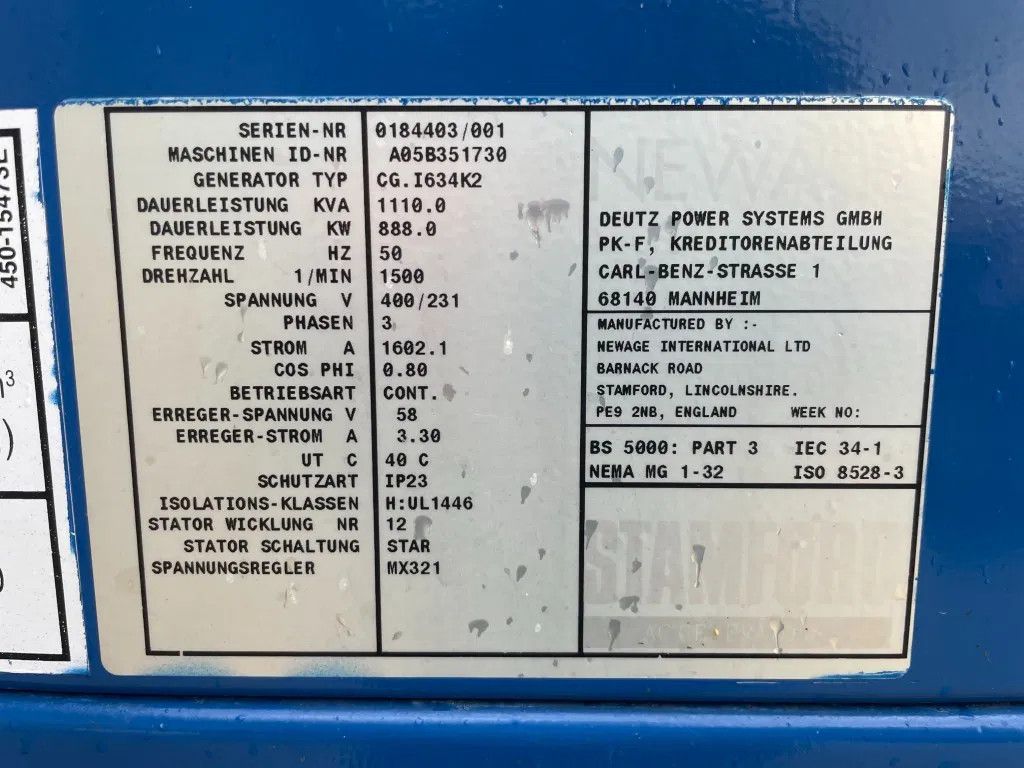 450-15473L
SERIEN-NR 0184403/001
MASCHINEN ID-NR A05B351730
GENERATOR TYP CG.I634K2
DAUERLEISTUNG KVA 1110.0
DAUERLEISTUNG KW 888.0
FREQUENZ HZ 50
DREHZAHL 1/MIN 1500
SPANNUNG V 400/231
PHASEN 3
STROM A 1602.1
COS PHI 0.80
BETRIEBSART CONT.
ERREGER-SPANNUNG V 58
ERREGER-STROM A 3.30
UT C 40 C
SCHUTZART IP23
ISOLATIONS-KLASSEN H:UL1446
STATOR WICKLUNG NR 12
STATOR SCHALTUNG STAR
SPANNUNGSREGLER MX321
DEUTZ POWER SYSTEMS GMBH
PK-F, KREDITORENABTEILUNG
CARL-BENZ-STRASSE 1
68140 MANNHEIM
MANUFACTURED BY :-
NEWAGE INTERNATIONAL LTD
BARNACK ROAD
STAMFORD, LINCOLNSHIRE.
PE9 2NB, ENGLAND WEEK NO:
BS 5000: PART 3 IEC 34-1
NEMA MG 1-32 ISO 8528-3
STAMFORD